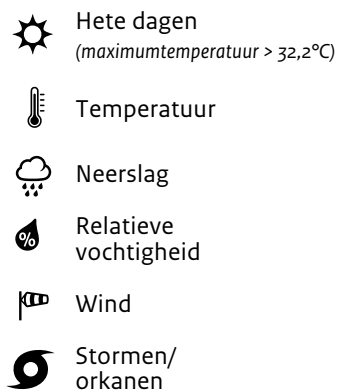 Hete dagen
(maximumtemperatuur > 32,2°C)
Temperatuur
Neerslag
%
Relatieve
vochtigheid
Wind
Stormen/
orkanen